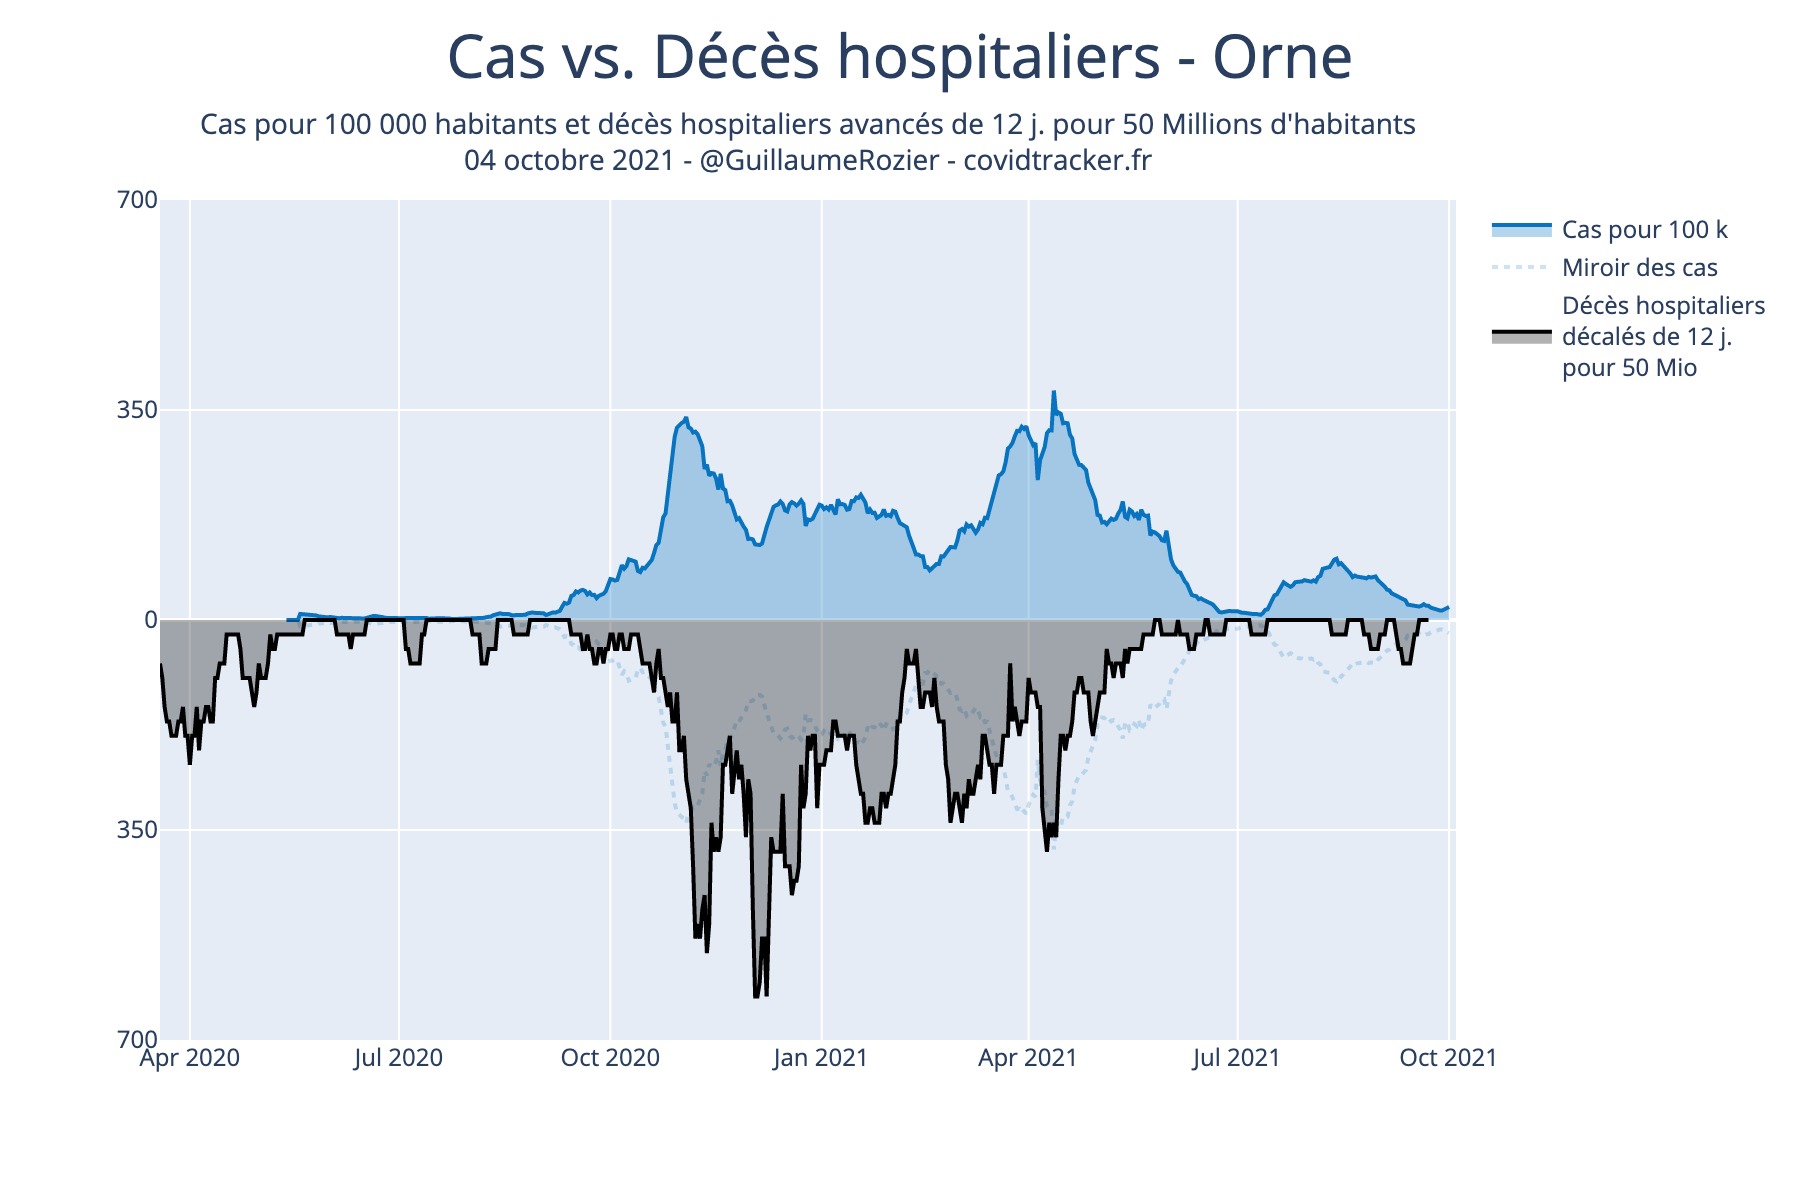 Cas vs. Décès hospitaliers - Orne
Cas pour 100 000 habitants et décès hospitaliers avancés de 12 j. pour 50 Millions d'habitants
04 octobre 2021 - @GuillaumeRozier - covidtracker.fr
700
350
0
350
700
Apr 2020
Jul 2020
Oct 2020
Jan 2021
Apr 2021
Jul 2021
Oct 2021
Cas pour 100 k
Miroir des cas
Décès hospitaliers
décalés de 12 j.
pour 50 Mio